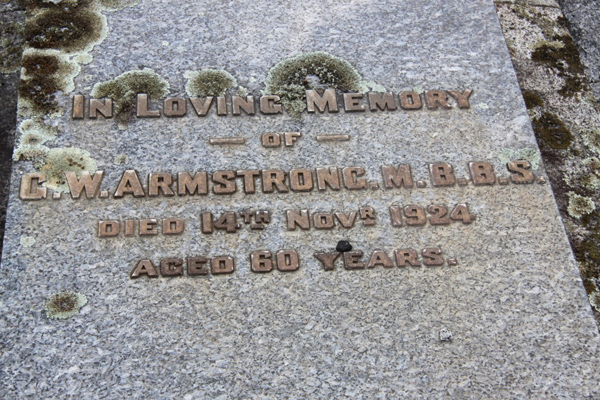 IN LOVING MEMORY
— OF —
G. W. ARMSTRONG. M. B. B. S.
DIED 14TH NOVR 1924
AGED 60 YEARS.